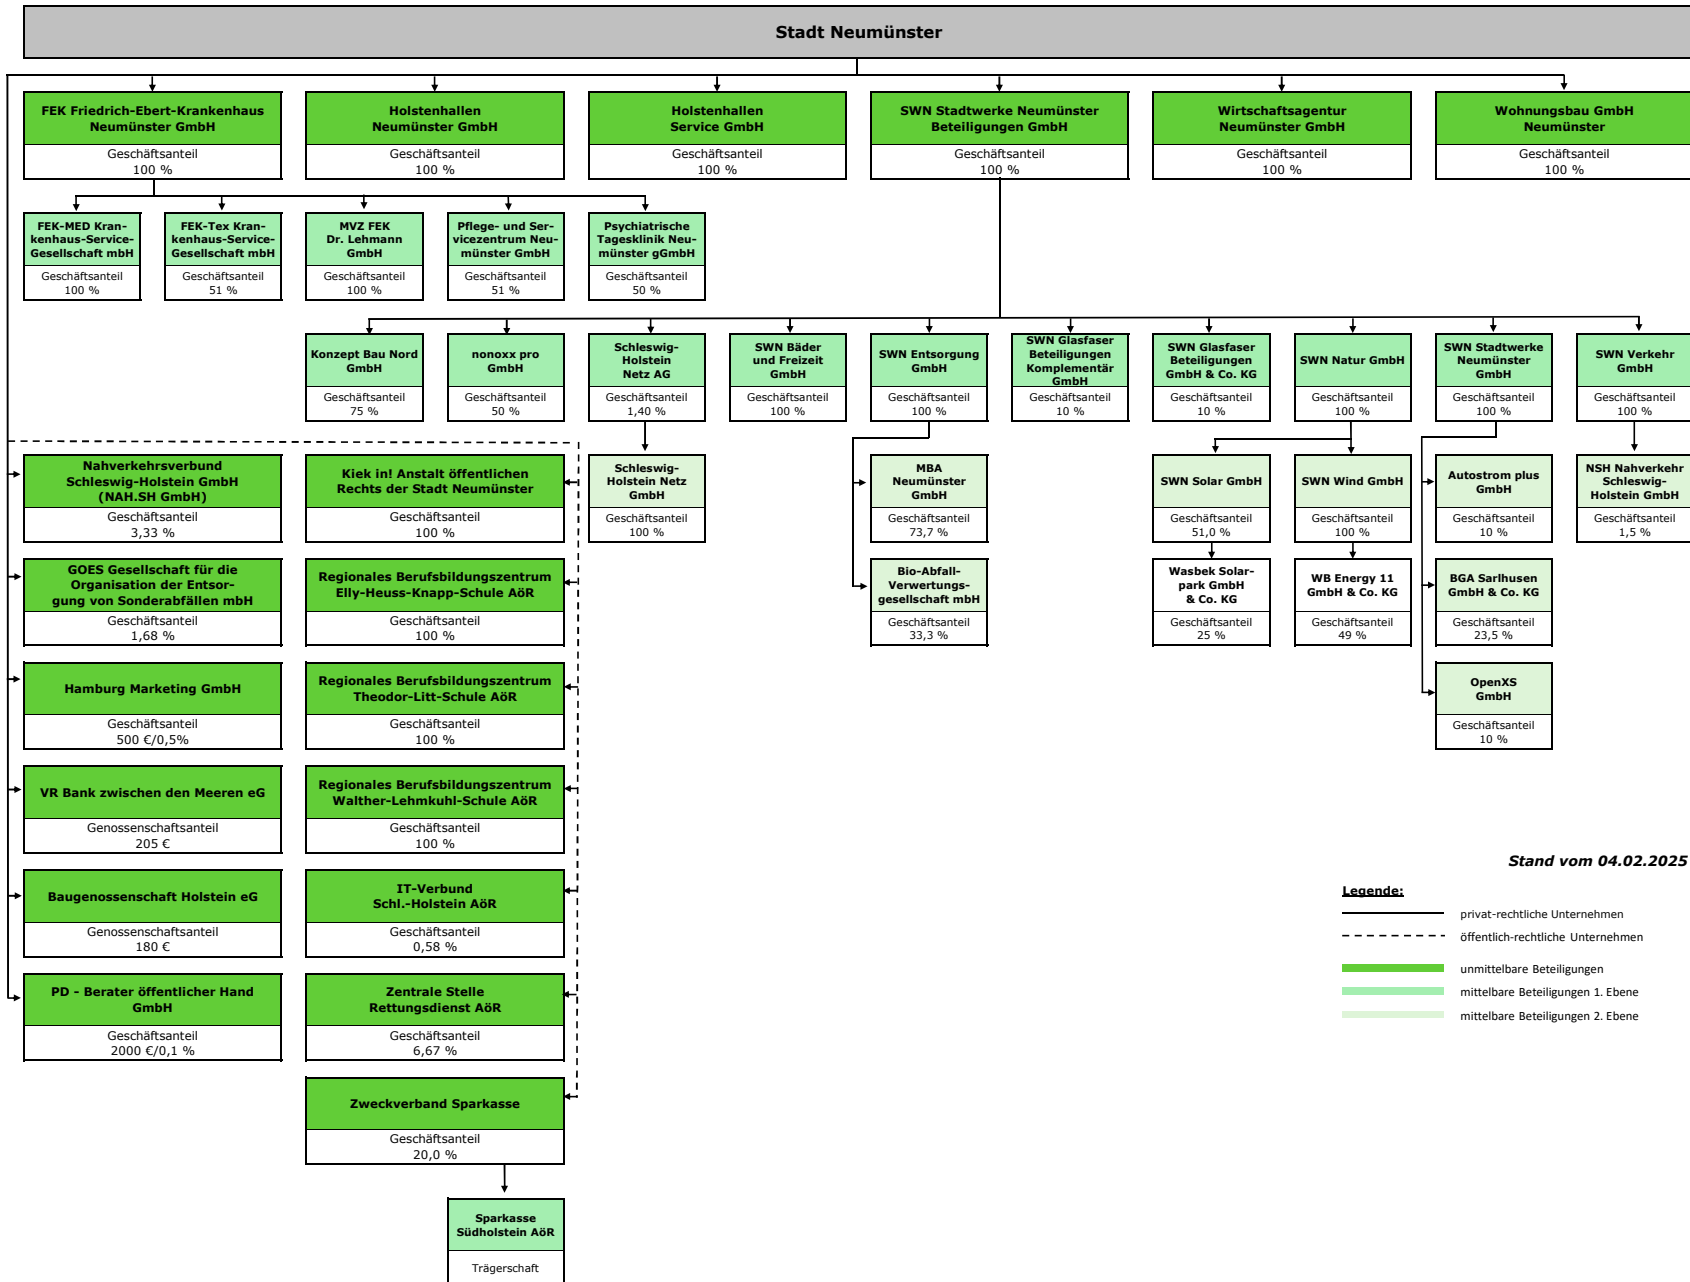 Stadt Neumünster
FEK Friedrich-Ebert-Krankenhaus
Neumünster GmbH
Geschäftsanteil
100 %
Holstenhallen
Neumünster GmbH
Geschäftsanteil
100 %
Holstenhallen
Service GmbH
Geschäftsanteil
100 %
SWN Stadtwerke Neumünster
Beteiligungen GmbH
Geschäftsanteil
100 %
Wirtschaftsagentur
Neumünster GmbH
Geschäftsanteil
100 %
Wohnungsbau GmbH
Neumünster
Geschäftsanteil
100 %
FEK-MED Kran-
kenhaus-Service-
Gesellschaft mbH
Geschäftsanteil
100 %
FEK-Tex Kran-
kenhaus-Service-
Gesellschaft mbH
Geschäftsanteil
51 %
MVZ FEK
Dr. Lehmann
GmbH
Geschäftsanteil
100 %
Pflege- und Ser-
vicezentrum Neu-
münster GmbH
Geschäftsanteil
51 %
Psychiatrische
Tagesklinik Neu-
münster gGmbH
Geschäftsanteil
50 %
Konzept Bau Nord
GmbH
Geschäftsanteil
75 %
nonoxx pro
GmbH
Geschäftsanteil
50 %
Schleswig-
Holstein
Netz AG
Geschäftsanteil
1,40 %
SWN Bäder
und Freizeit
GmbH
Geschäftsanteil
100 %
SWN Entsorgung
GmbH
Geschäftsanteil
100 %
SWN Glasfaser
Beteiligungen
Komplementär
GmbH
Geschäftsanteil
10 %
SWN Glasfaser
Beteiligungen
GmbH & Co. KG
Geschäftsanteil
10 %
SWN Natur GmbH
Geschäftsanteil
100 %
SWN Stadtwerke
Neumünster
GmbH
Geschäftsanteil
100 %
SWN Verkehr
GmbH
Geschäftsanteil
100 %
Nahverkehrsverbund
Schleswig-Holstein GmbH
(NAH.SH GmbH)
Geschäftsanteil
3,33 %
Kiek in! Anstalt öffentlichen
Rechts der Stadt Neumünster
Geschäftsanteil
100 %
Schleswig-
Holstein Netz
GmbH
Geschäftsanteil
100 %
MBA
Neumünster
GmbH
Geschäftsanteil
73,7 %
SWN Solar GmbH
Geschäftsanteil
51,0 %
SWN Wind GmbH
Geschäftsanteil
100 %
Autostrom plus
GmbH
Geschäftsanteil
10 %
NSH Nahverkehr
Schleswig-
Holstein GmbH
Geschäftsanteil
1,5 %
GOES Gesellschaft für die
Organisation der Entsor-
gung von Sonderabfällen mbH
Geschäftsanteil
1,68 %
Regionales Berufsbildungszentrum
Elly-Heuss-Knapp-Schule AöR
Geschäftsanteil
100 %
Bio-Abfall-
Verwertungs-
gesellschaft mbH
Geschäftsanteil
33,3 %
Wasbek Solar-
park GmbH
& Co. KG
Geschäftsanteil
25 %
WB Energy 11
GmbH & Co. KG
Geschäftsanteil
49 %
BGA Sarlhusen
GmbH & Co. KG
Geschäftsanteil
23,5 %
Hamburg Marketing GmbH
Geschäftsanteil
500 €/0,5%
Regionales Berufsbildungszentrum
Theodor-Litt-Schule AöR
Geschäftsanteil
100 %
OpenXS
GmbH
Geschäftsanteil
10 %
VR Bank zwischen den Meeren eG
Genossenschaftsanteil
205 €
Regionales Berufsbildungszentrum
Walther-Lehmkuhl-Schule AöR
Geschäftsanteil
100 %
Baugenossenschaft Holstein eG
Genossenschaftsanteil
180 €
IT-Verbund
Schl.-Holstein AöR
Geschäftsanteil
0,58 %
PD - Berater öffentlicher Hand
GmbH
Geschäftsanteil
2000 €/0,1 %
Zentrale Stelle
Rettungsdienst AöR
Geschäftsanteil
6,67 %
Zweckverband Sparkasse
Geschäftsanteil
20,0 %
Sparkasse
Südholstein AöR
Trägerschaft
Stand vom 04.02.2025
Legende:
privat-rechtliche Unternehmen
öffentlich-rechtliche Unternehmen
unmittelbare Beteiligungen
mittelbare Beteiligungen 1. Ebene
mittelbare Beteiligungen 2. Ebene